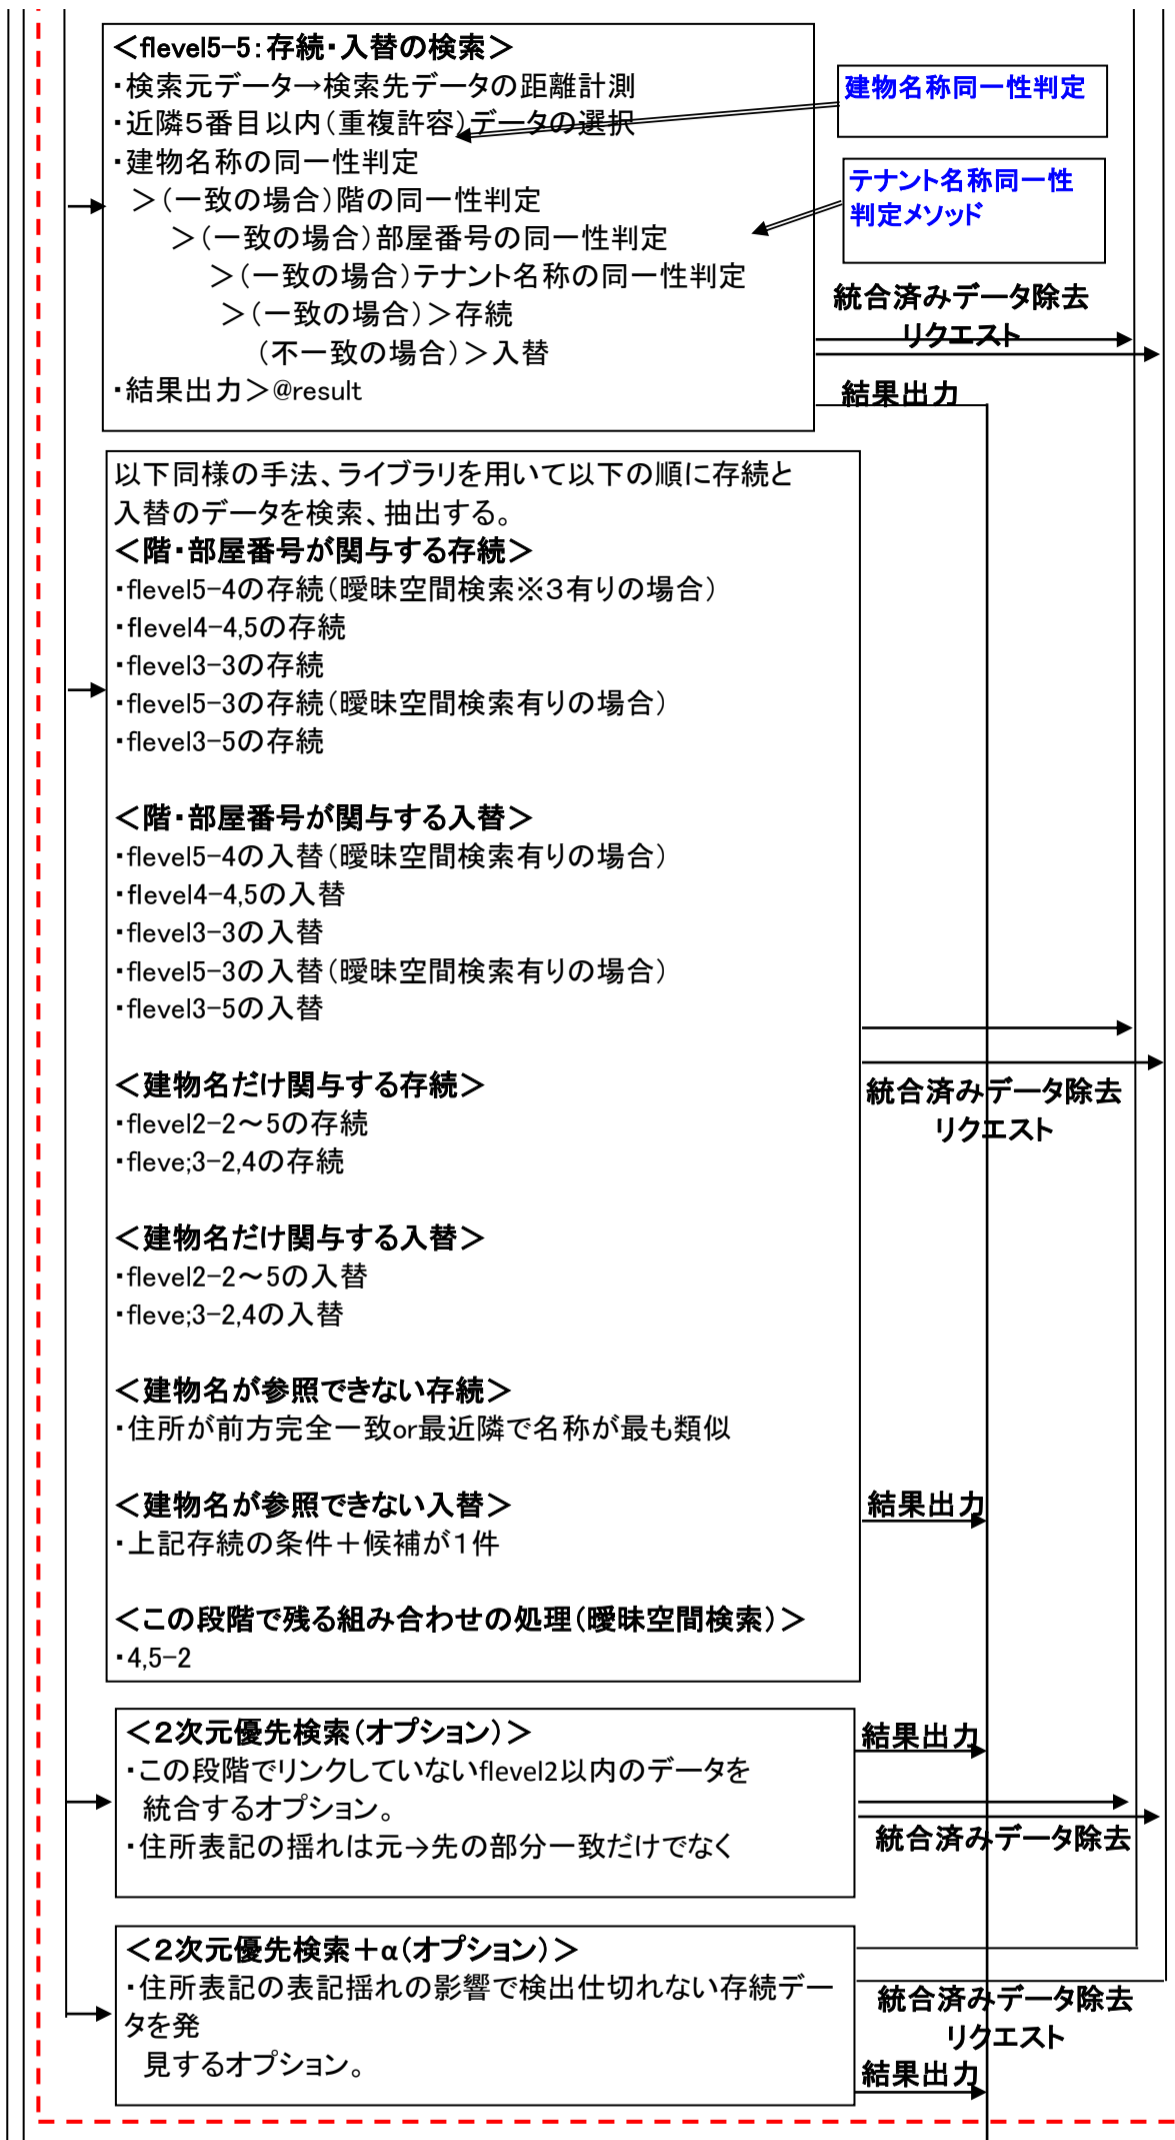 ＜flevel5-5：存続・入替の検索＞
・検索元データ→検索先データの距離計測
・近隣５番目以内（重複許容）データの選択
・建物名称の同一性判定
＞（一致の場合）階の同一性判定
＞（一致の場合）部屋番号の同一性判定
＞（一致の場合）テナント名称の同一性判定
＞（一致の場合）＞存続
（不一致の場合）＞入替
・結果出力＞@result
建物名称同一性判定
テナント名称同一性
判定メソッド
統合済みデータ除去
リクエスト
結果出力
以下同様の手法、ライブラリを用いて以下の順に存続と
入替のデータを検索、抽出する。
＜階・部屋番号が関与する存続＞
・flevel5-4の存続（曖昧空間検索※３有りの場合）
・flevel4-4,5の存続
・flevel3-3の存続
・flevel5-3の存続（曖昧空間検索有りの場合）
・flevel3-5の存続
＜階・部屋番号が関与する入替＞
・flevel5-4の入替（曖昧空間検索有りの場合）
・flevel4-4,5の入替
・flevel3-3の入替
・flevel5-3の入替（曖昧空間検索有りの場合）
・flevel3-5の入替
＜建物名だけ関与する存続＞
・flevel2-2～5の存続
・fleve;3-2,4の存続
＜建物名だけ関与する入替＞
・flevel2-2～5の入替
・fleve;3-2,4の入替
＜建物名が参照できない存続＞
・住所が前方完全一致or最近隣で名称が最も類似
＜建物名が参照できない入替＞
・上記存続の条件＋候補が１件
＜この段階で残る組み合わせの処理（曖昧空間検索）＞
・4,5-2
統合済みデータ除去
リクエスト
結果出力
＜２次元優先検索（オプション）＞
・この段階でリンクしていないflevel2以内のデータを
統合するオプション。
・住所表記の揺れは元→先の部分一致だけでなく
結果出力
統合済みデータ除去
＜２次元優先検索＋α（オプション）＞
・住所表記の表記揺れの影響で検出仕切れない存続デー
タを発
見するオプション。
統合済みデータ除去
リクエスト
結果出力